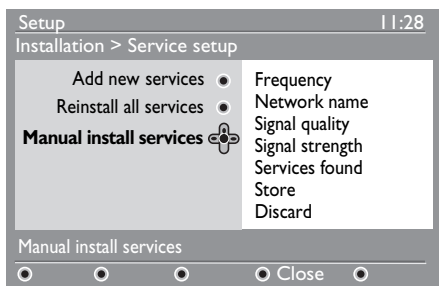 Setup 11:28
Installation > Service setup
Add new services
Reinstall all services
Manual install services
Frequency
Network name
Signal quality
Signal strength
Services found
Store
Discard
Manual install services
Close